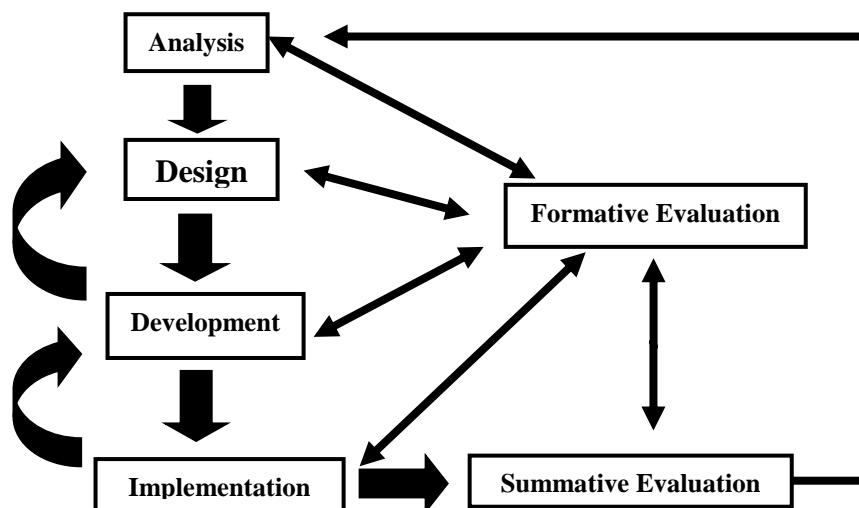 Analysis
Design
Formative Evaluation
Development
Implementation
Summative Evaluation